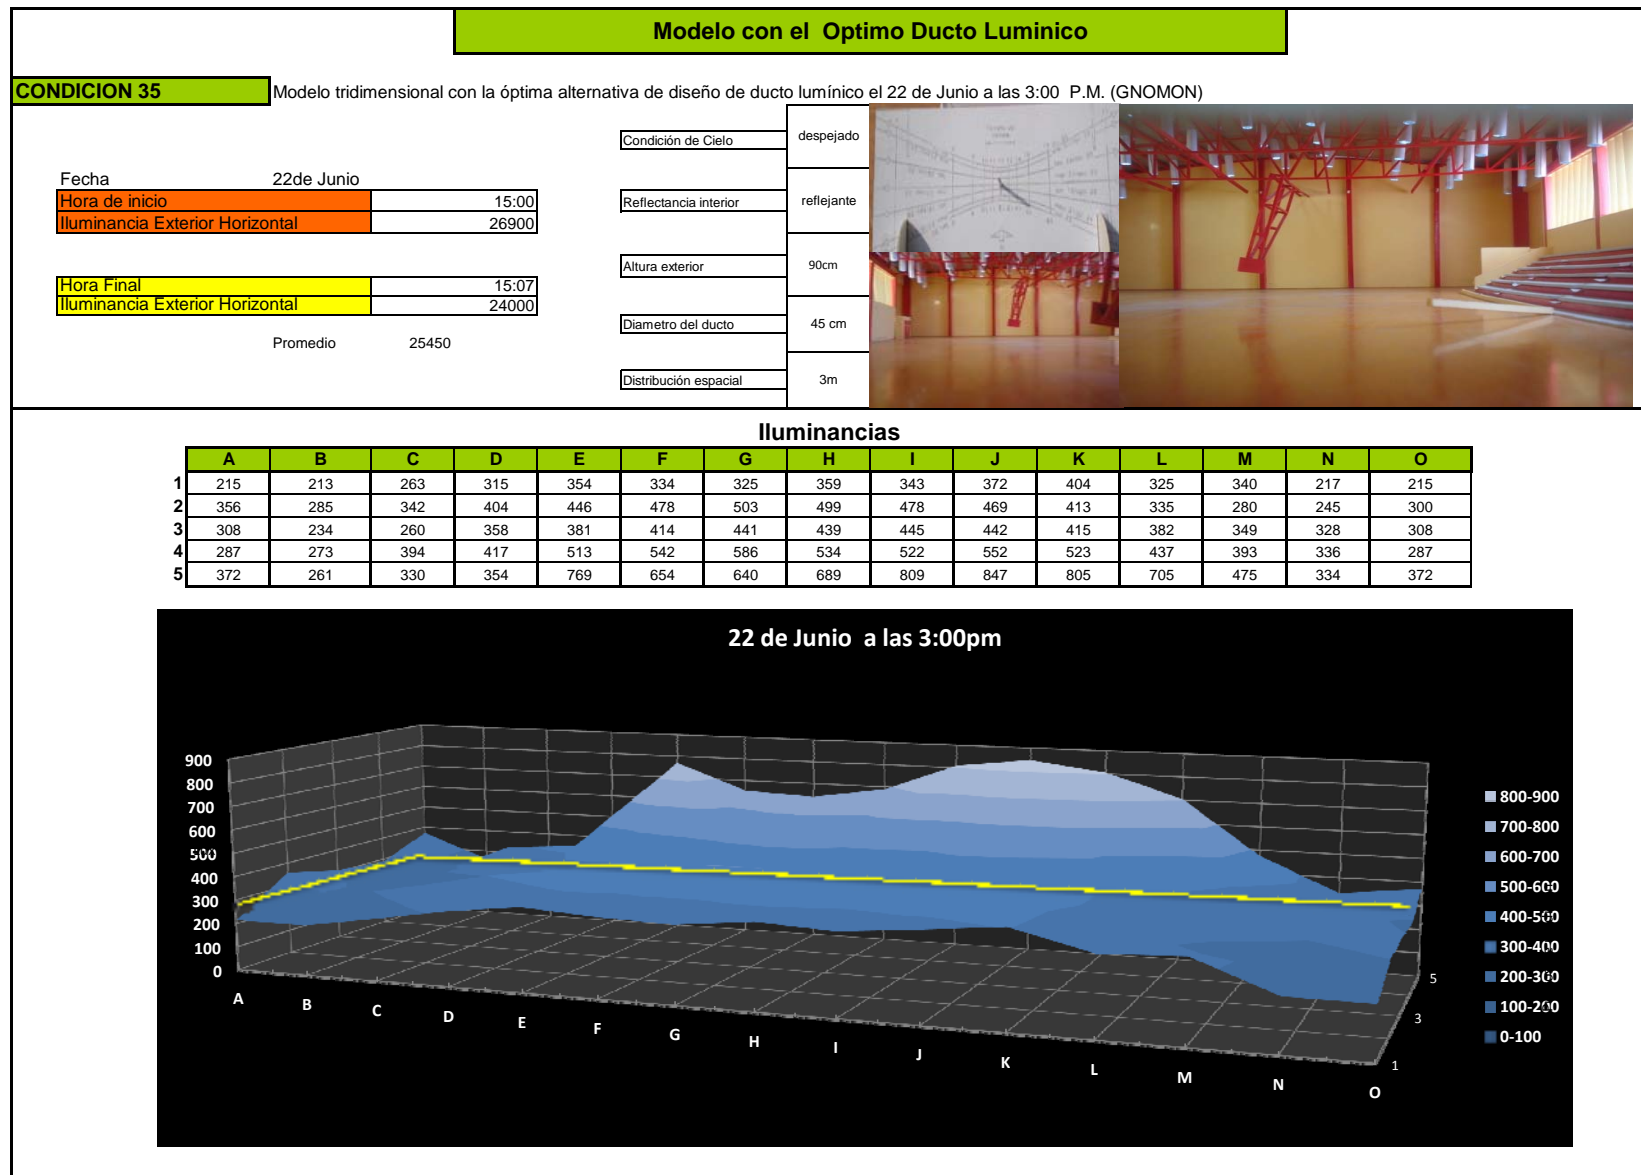 Modelo con el Optimo Ducto Luminico
CONDICION 35 Modelo tridimensional con la óptima alternativa de diseño de ducto lumínico el 22 de Junio a las 3:00 P.M. (GNOMON)
Condición de Cielo despejado
Fecha 22de Junio
Hora de inicio 15:00
Iluminancia Exterior Horizontal 26900
Reflectancia interior reflejante
Altura exterior 90cm
Hora Final 15:07
Iluminancia Exterior Horizontal 24000
Diametro del ducto 45 cm
Promedio 25450
Distribución espacial 3m
Iluminancias
A B C D E F G H I J K L M N O
1 215 213 263 315 354 334 325 359 343 372 404 325 340 217 215
2 356 285 342 404 446 478 503 499 478 469 413 335 280 245 300
3 308 234 260 358 381 414 441 439 445 442 415 382 349 328 308
4 287 273 394 417 513 542 586 534 522 552 523 437 393 336 287
5 372 261 330 354 769 654 640 689 809 847 805 705 475 334 372
22 de Junio a las 3:00pm
900
800
700
600
500
400
300
200
100
0
A B C D E F G H I J K L M N O
5
3
1
800-900
700-800
600-700
500-600
400-500
300-400
200-300
100-200
0-100